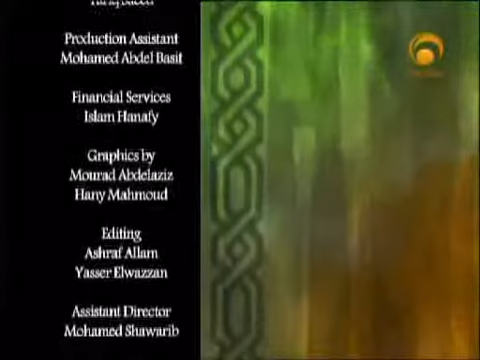 Production Assistant
Mohamed Abdel Basit
Financial Services
Islam Hanafy
Graphics by
Mourad Abdelaziz
Hany Mahmoud
Editing
Ashraf Allam
Yasser Elwazzan
Assistant Director
Mohamed Shawarib